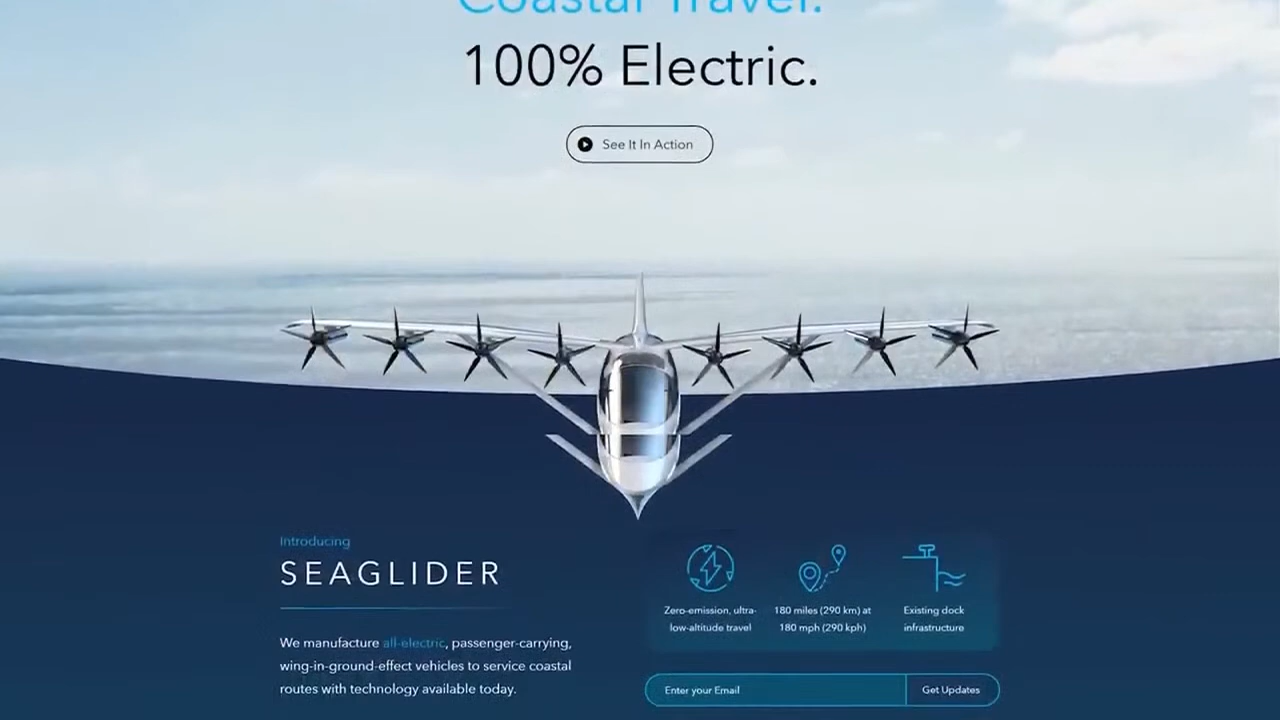 Coastal Travel.
100% Electric.
See It In Action
Introducing
SEAGLIDER
We manufacture all-electric, passenger-carrying,
wing-in-ground-effect vehicles to service coastal
routes with technology available today.
Zero-emission, ultra-
low-altitude travel
180 miles (290 km) at
180 mph (290 kph)
Existing dock
infrastructure
Enter your Email
Get Updates